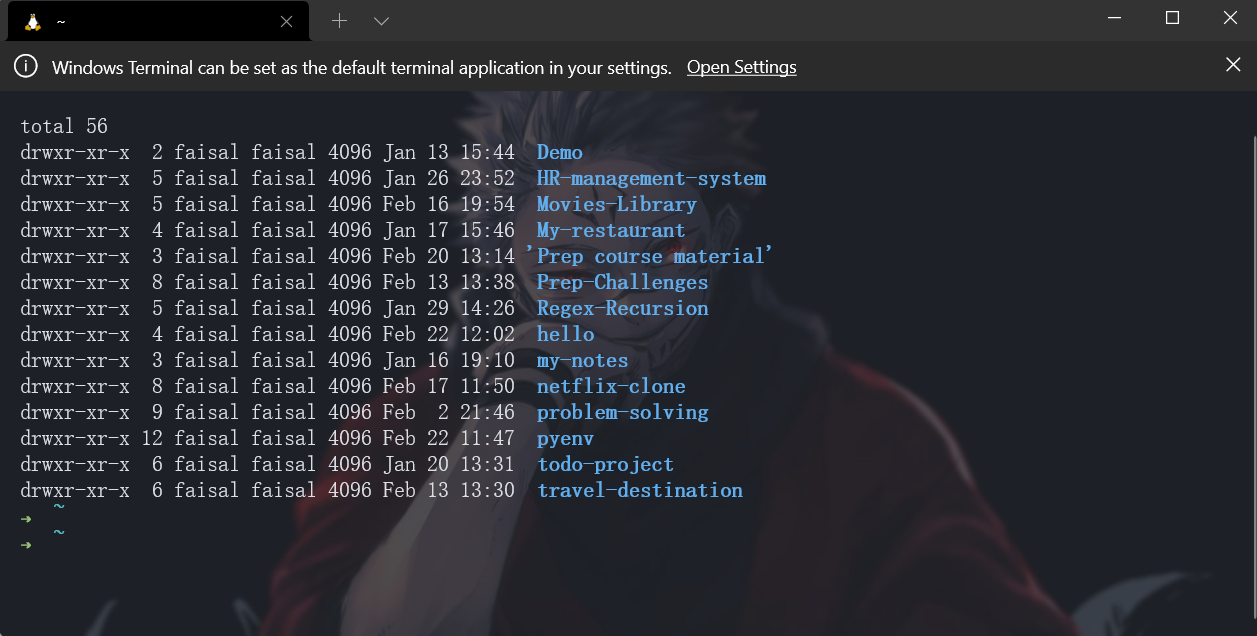 ~
Windows Terminal can be set as the default terminal application in your settings. Open Settings
total 56
drwxr-xr-x  2 faisal faisal 4096 Jan 13 15:44  Demo
drwxr-xr-x  5 faisal faisal 4096 Jan 26 23:52  HR-management-system
drwxr-xr-x  5 faisal faisal 4096 Feb 16 19:54  Movies-Library
drwxr-xr-x  4 faisal faisal 4096 Jan 17 15:46  My-restaurant
drwxr-xr-x  3 faisal faisal 4096 Feb 20 13:14 'Prep course material'
drwxr-xr-x  8 faisal faisal 4096 Feb 13 13:38  Prep-Challenges
drwxr-xr-x  5 faisal faisal 4096 Jan 29 14:26  Regex-Recursion
drwxr-xr-x  4 faisal faisal 4096 Feb 22 12:02  hello
drwxr-xr-x  3 faisal faisal 4096 Jan 16 19:10  my-notes
drwxr-xr-x  8 faisal faisal 4096 Feb 17 11:50  netflix-clone
drwxr-xr-x  9 faisal faisal 4096 Feb  2 21:46  problem-solving
drwxr-xr-x 12 faisal faisal 4096 Feb 22 11:47  pyenv
drwxr-xr-x  6 faisal faisal 4096 Jan 20 13:31  todo-project
drwxr-xr-x  6 faisal faisal 4096 Feb 13 13:30  travel-destination
➜  ~
➜  ~